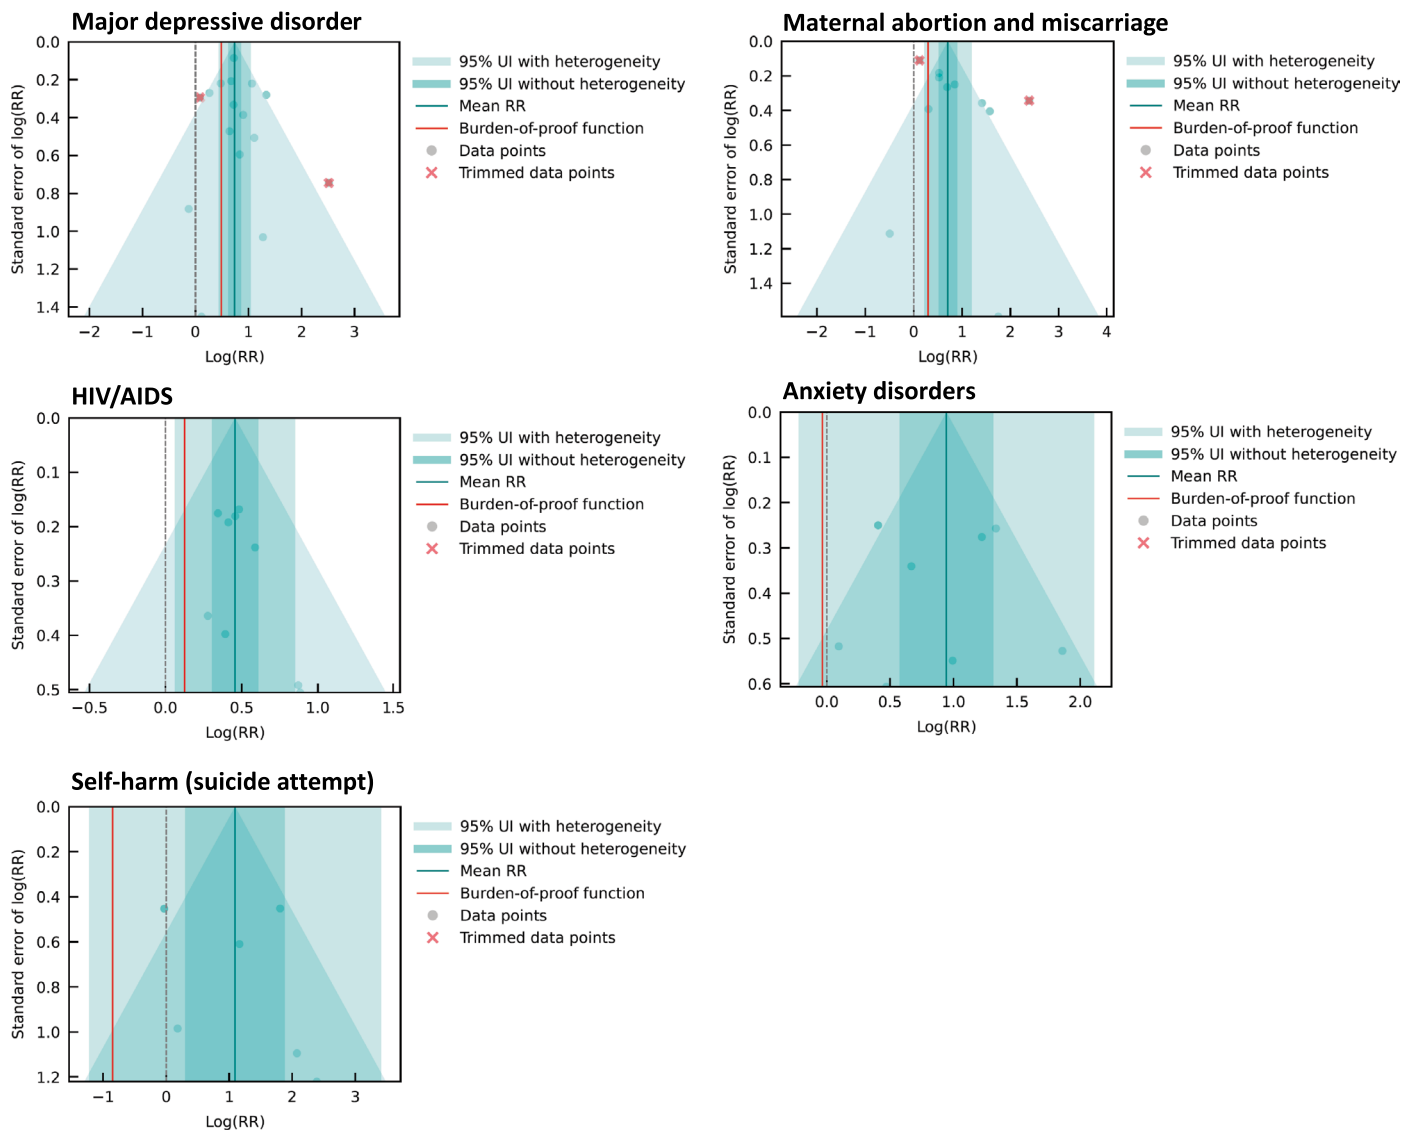 Major depressive disorder
0.0
0.2
0.4
0.6
0.8
1.0
1.2
1.4
Standard error of log(RR)
−2 −1 0 1 2 3
Log(RR)
95% UI with heterogeneity
95% UI without heterogeneity
Mean RR
Burden-of-proof function
Data points
Trimmed data points
Maternal abortion and miscarriage
0.0
0.2
0.4
0.6
0.8
1.0
1.2
1.4
Standard error of log(RR)
−2 −1 0 1 2 3 4
Log(RR)
95% UI with heterogeneity
95% UI without heterogeneity
Mean RR
Burden-of-proof function
Data points
Trimmed data points
HIV/AIDS
0.0
0.1
0.2
0.3
0.4
0.5
Standard error of log(RR)
−0.5 0.0 0.5 1.0 1.5
Log(RR)
95% UI with heterogeneity
95% UI without heterogeneity
Mean RR
Burden-of-proof function
Data points
Trimmed data points
Anxiety disorders
0.0
0.1
0.2
0.3
0.4
0.5
0.6
Standard error of log(RR)
0.0 0.5 1.0 1.5 2.0
Log(RR)
95% UI with heterogeneity
95% UI without heterogeneity
Mean RR
Burden-of-proof function
Data points
Trimmed data points
Self-harm (suicide attempt)
0.0
0.2
0.4
0.6
0.8
1.0
1.2
Standard error of log(RR)
−1 0 1 2 3
Log(RR)
95% UI with heterogeneity
95% UI without heterogeneity
Mean RR
Burden-of-proof function
Data points
Trimmed data points